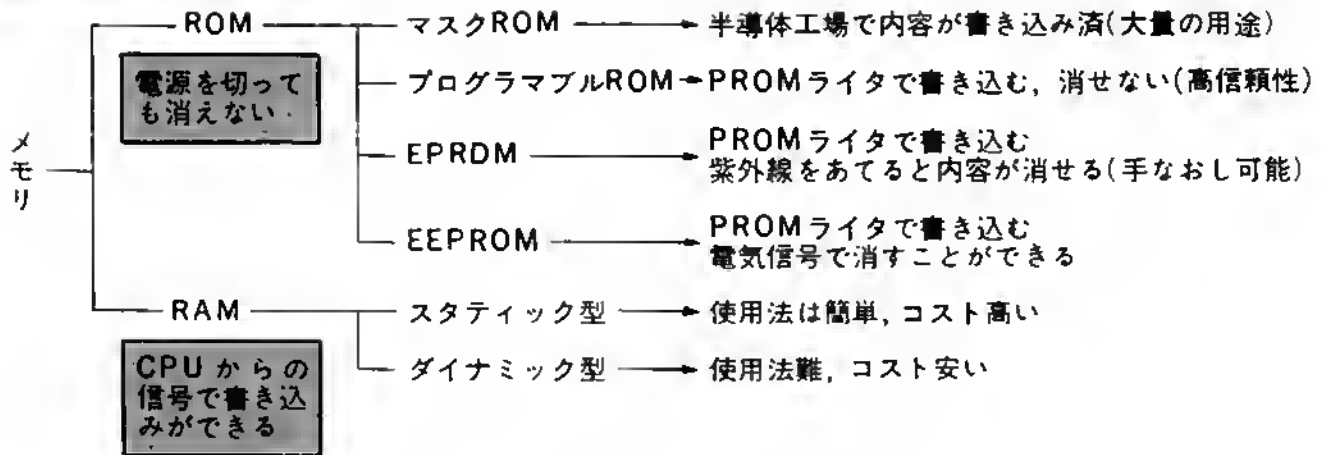 ROM
マスクROM
半導体工場で内容が書き込み済(大量の用途)
電源を切って
も消えない
プログラマブルROM
PROMライタで書き込む, 消せない(高信頼性)
メモリ
EPRDM
PROMライタで書き込む
紫外線をあてると内容が消せる(手なおし可能)
EEPROM
PROMライタで書き込む
電気信号で消すことができる
RAM
スタティック型
使用法は簡単, コスト高い
CPUからの
信号で書き込
みができる
ダイナミック型
使用法難, コスト安い